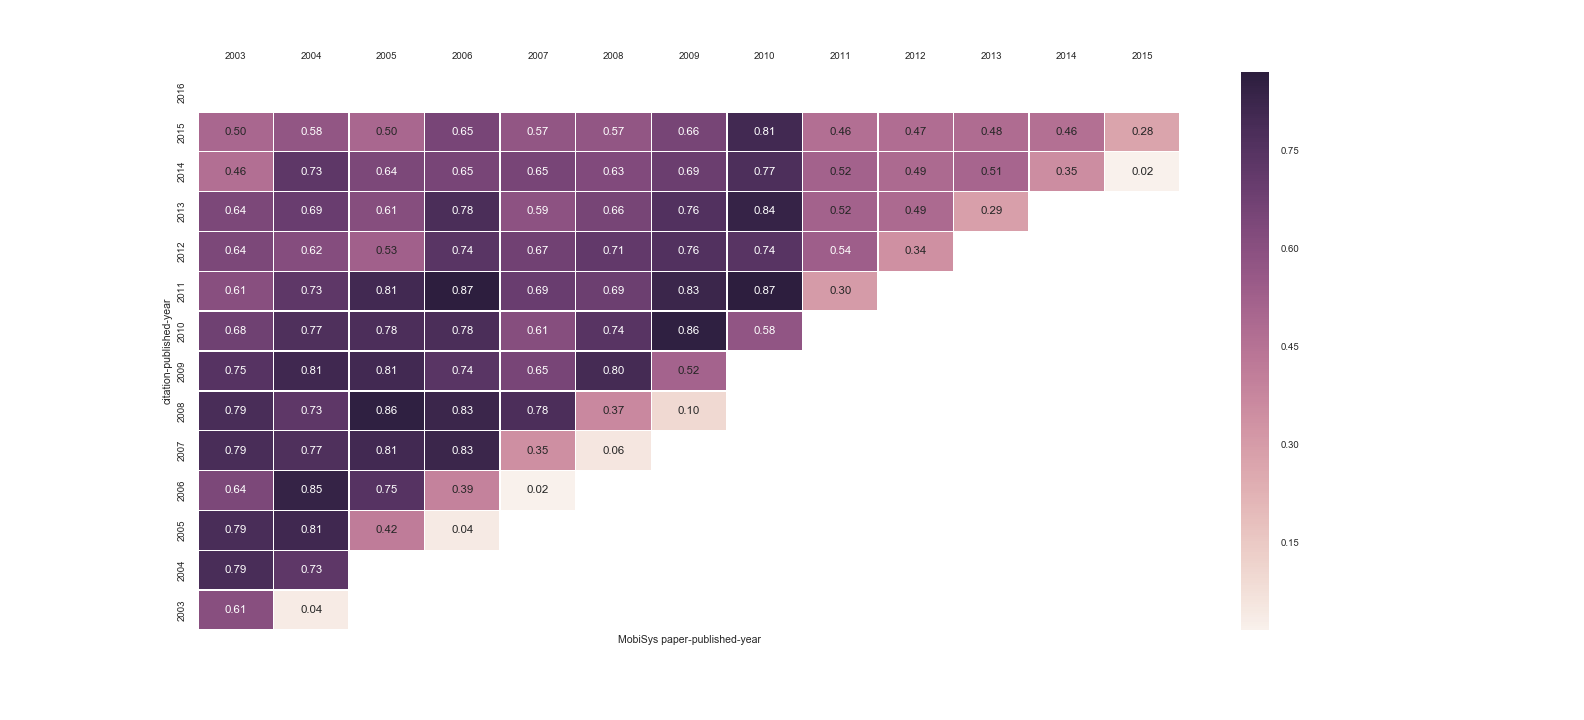 2003 2004 2005 2006 2007 2008 2009 2010 2011 2012 2013 2014 2015
2016
2015 0.50 0.58 0.50 0.65 0.57 0.57 0.66 0.81 0.46 0.47 0.48 0.46 0.28
0.75
2014 0.46 0.73 0.64 0.65 0.65 0.63 0.69 0.77 0.52 0.49 0.51 0.35 0.02
2013 0.64 0.69 0.61 0.78 0.59 0.66 0.76 0.84 0.52 0.49 0.29
2012 0.64 0.62 0.53 0.74 0.67 0.71 0.76 0.74 0.54 0.34
0.60
2011 0.61 0.73 0.81 0.87 0.69 0.69 0.83 0.87 0.30
2010 0.68 0.77 0.78 0.78 0.61 0.74 0.86 0.58
0.45
citation-published-year
2009 0.75 0.81 0.81 0.74 0.65 0.80 0.52
2008 0.79 0.73 0.86 0.83 0.78 0.37 0.10
0.30
2007 0.79 0.77 0.81 0.83 0.35 0.06
2006 0.64 0.85 0.75 0.39 0.02
2005 0.79 0.81 0.42 0.04
0.15
2004 0.79 0.73
2003 0.61 0.04
MobiSys paper-published-year